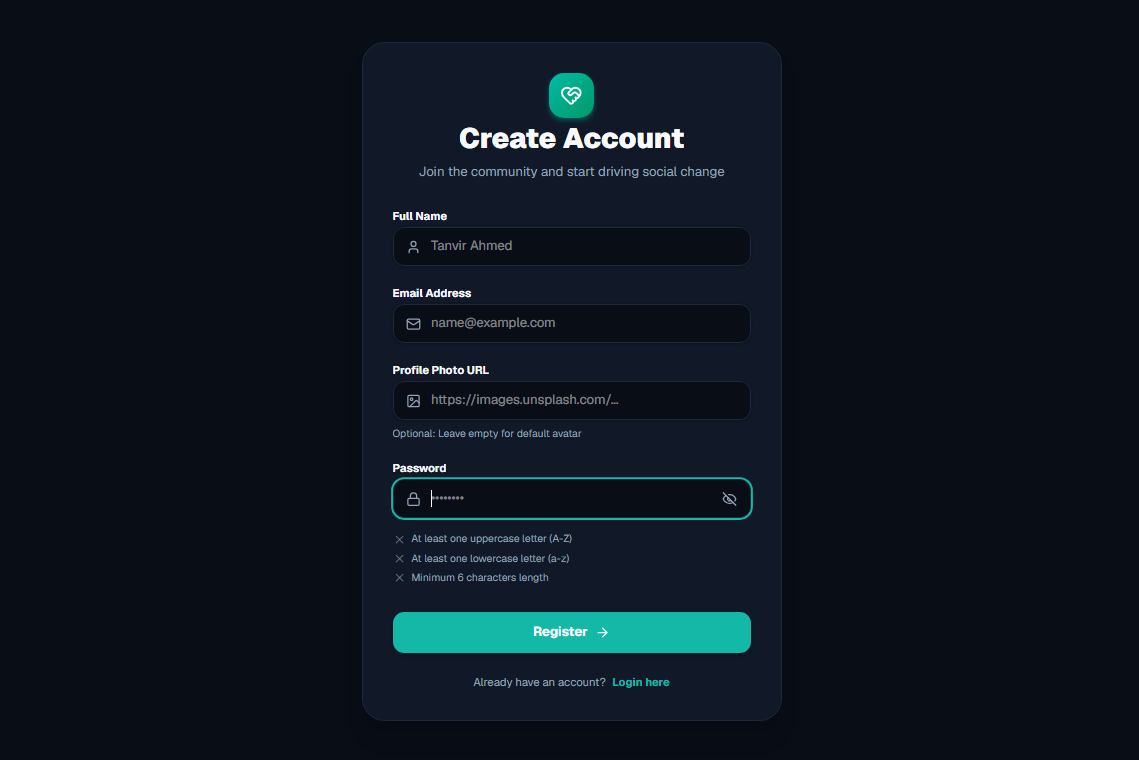 Create Account
Join the community and start driving social change
Full Name
Tanvir Ahmed
Email Address
name@example.com
Profile Photo URL
https://images.unsplash.com/...
Optional: Leave empty for default avatar
Password
••••••••
At least one uppercase letter (A-Z)
At least one lowercase letter (a-z)
Minimum 6 characters length
Register →
Already have an account? Login here